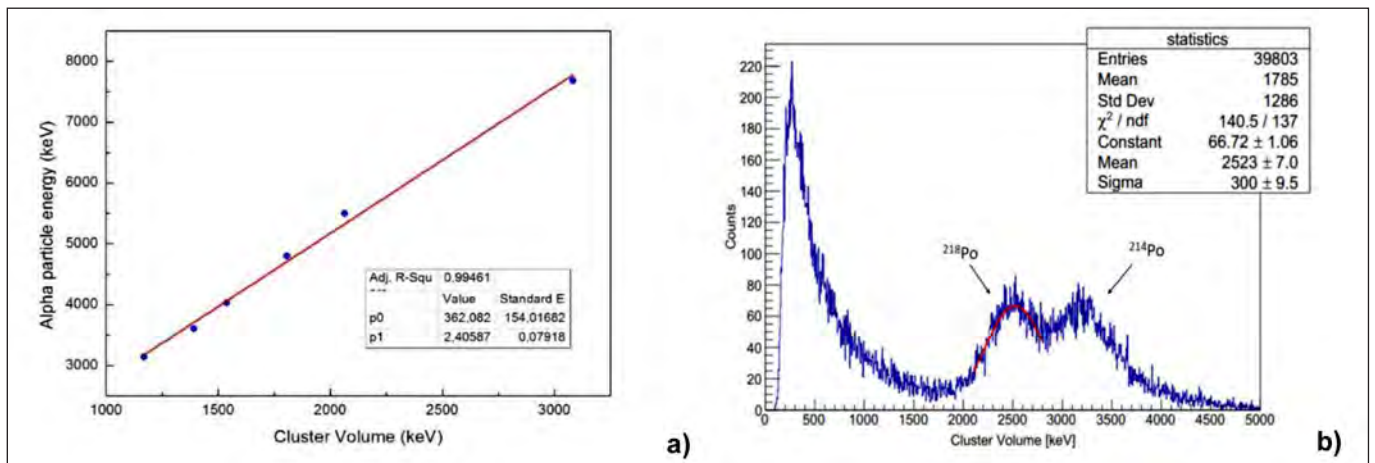 8000
7000
6000
5000
4000
3000
1000 1500 2000 2500 3000
Alpha particle energy (keV)
Cluster Volume (keV)
Adj. R-Squ 0.99461
---
Value Standard E
p0 362,082 154.01682
p1 2,40587 0,07918
a)
statistics
Entries 39803
Mean 1785
Std Dev 1286
χ² / ndf 140.5 / 137
Constant 66.72 ± 1.06
Mean 2523 ± 7.0
Sigma 300 ± 9.5
220
200
180
160
140
120
100
80
60
40
20
0
0 500 1000 1500 2000 2500 3000 3500 4000 4500 5000
Counts
Cluster Volume [keV]
²¹⁸Po
²¹⁴Po
b)